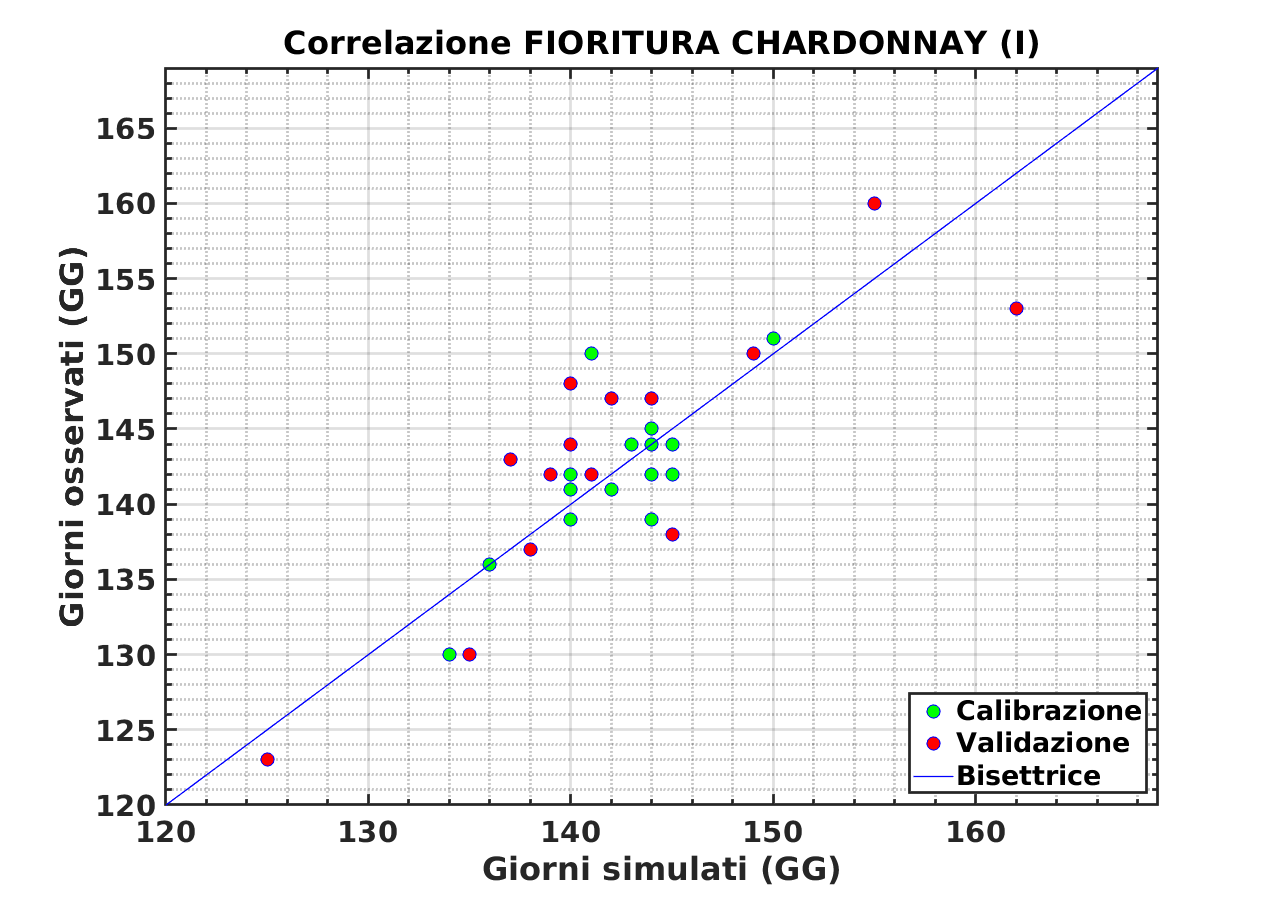 Correlazione FIORITURA CHARDONNAY (I)
Giorni osservati (GG)
165
160
155
150
145
140
135
130
125
120
120 130 140 150 160
Giorni simulati (GG)
Calibrazione
Validazione
Bisettrice